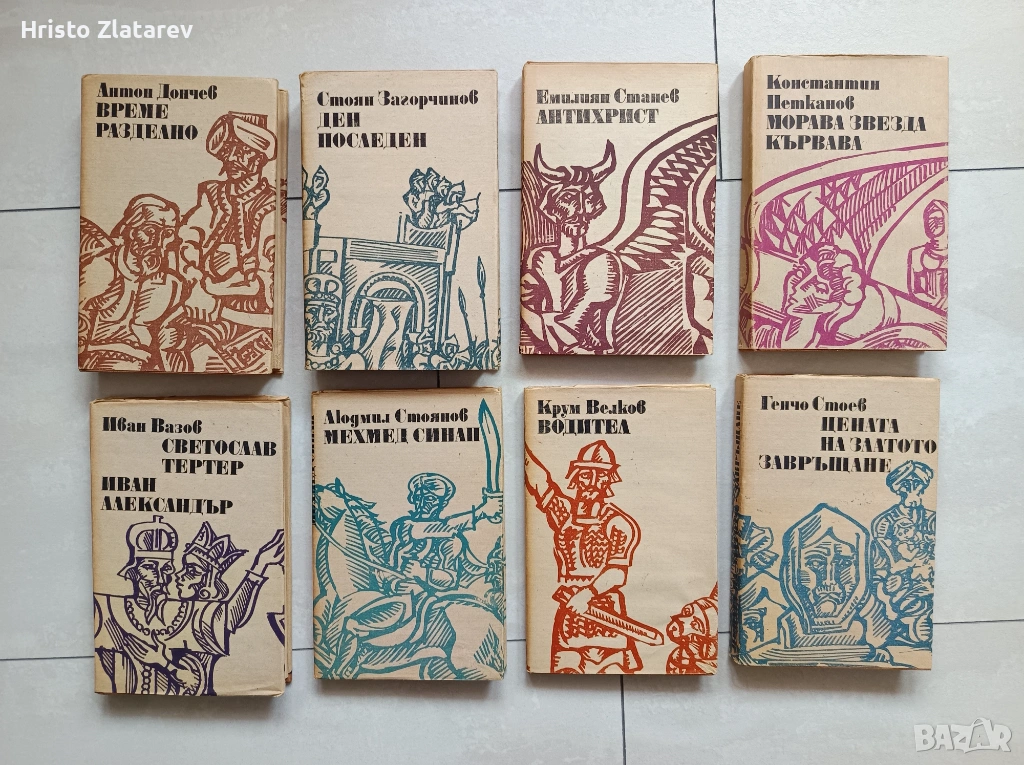 Hristo Zlatarev
Антон Дончев
ВРЕМЕ
РАЗДЕЛНО
Стоян Загорчинов
ДЕН
ПОСЛЕДЕН
Емилиян Станев
АНТИХРИСТ
Константин
Петканов
МОРАВА ЗВЕЗДА
КЪРВАВА
Иван Вазов
СВЕТОСЛАВ
ТЕРТЕР
ИВАН
АЛЕКСАНДЪР
Людмил Стоянов
МЕХМЕД СИНАП
Крум Велков
ВОДИТЕЛ
Генчо Стоев
ЦЕНАТА
НА ЗЛАТОТО
ЗАВРЪЩАНЕ
BAZAR